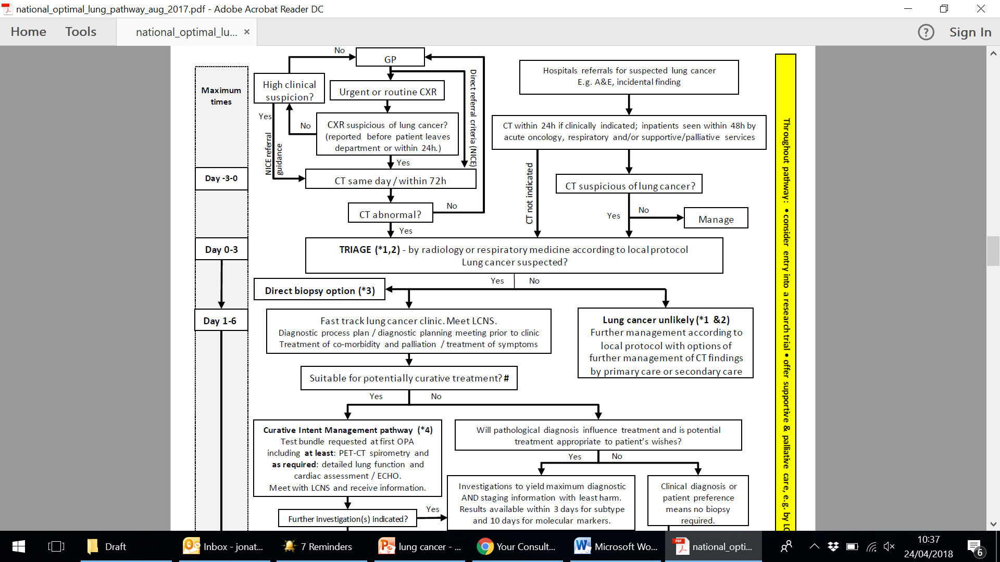 national_optimal_lung_pathway_aug_2017.pdf - Adobe Acrobat Reader DC
Home
Tools
national_optimal_lu...
Sign In
Maximum
times
Day -3-0
Day 0-3
Day 1-6
No
GP
High clinical
suspicion?
Urgent or routine CXR
Direct referral criteria (NICE)
Yes
No
CXR suspicious of lung cancer?
(reported before patient leaves
department or within 24h.)
NICE referral
guidance
Yes
CT same day / within 72h
CT abnormal?
No
Yes
Hospitals referrals for suspected lung cancer
E.g. A&E, incidental finding
CT within 24h if clinically indicated; inpatients seen within 48h by
acute oncology, respiratory and/or supportive/palliative services
CT not indicated
CT suspicious of lung cancer?
Yes
No
Manage
TRIAGE (*1,2) - by radiology or respiratory medicine according to local protocol
Lung cancer suspected?
Yes
No
Direct biopsy option (*3)
Fast track lung cancer clinic. Meet LCNS.
Diagnostic process plan / diagnostic planning meeting prior to clinic
Treatment of co-morbidity and palliation / treatment of symptoms
Lung cancer unlikely (*1 &2)
Further management according to
local protocol with options of
further management of CT findings
by primary care or secondary care
Suitable for potentially curative treatment? #
Yes
No
Curative Intent Management pathway (*4)
Test bundle requested at first OPA
including at least: PET-CT spirometry and
as required: detailed lung function and
cardiac assessment / ECHO.
Meet with LCNS and receive information.
Will pathological diagnosis influence treatment and is potential
treatment appropriate to patient's wishes?
Yes
No
Further investigation(s) indicated?
Yes
Investigations to yield maximum diagnostic
AND staging information with least harm.
Results available within 3 days for subtype
and 10 days for molecular markers.
Clinical diagnosis or
patient preference
means no biopsy
required.
Throughout pathway: • consider entry into a research trial • offer supportive & palliative care, e.g. by LC
Draft
Inbox - jonat...
7 Reminders
lung cancer - ...
Your Consult...
Microsoft Wo...
national_opti...
10:37
24/04/2018
6